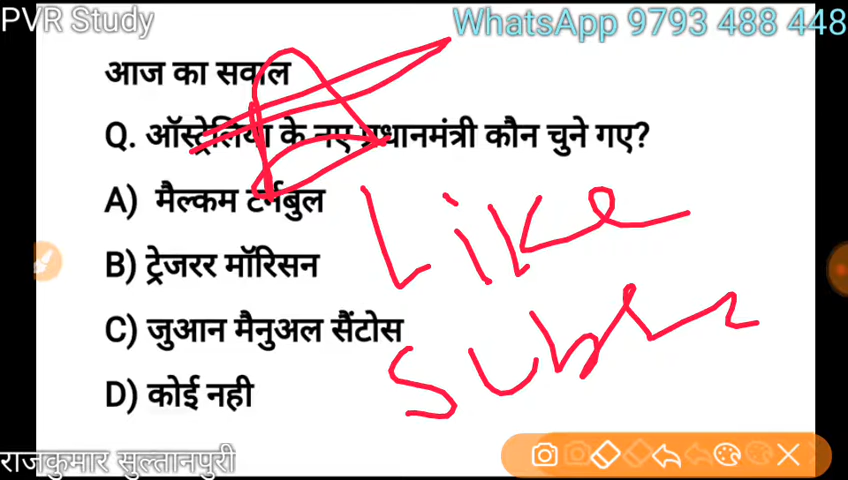 PVR Study
WhatsApp 9793 488 448
आज का सवाल
Q. ऑस्ट्रेलिया के नए प्रधानमंत्री कौन चुने गए?
A) मैल्कम टर्नबुल
Like
B) ट्रेजरर मॉरिसन
C) जुआन मैनुअल सैंटोस
D) कोई नही
राजकुमार सुल्तानपुरी